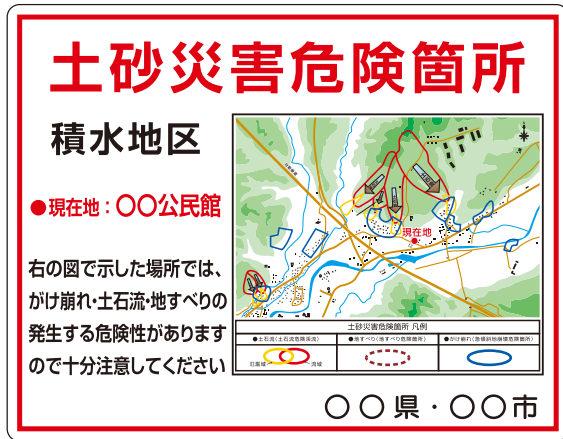 土砂災害危険箇所
積水地区
●現在地：〇〇公民館
右の図で示した場所では、
がけ崩れ・土石流・地すべりの
発生する危険性があります
ので十分注意してください
現在地
土砂災害危険箇所 凡例
●土石流(土石流危険渓流)
●地すべり(地すべり危険箇所)
●がけ崩れ(急傾斜地崩壊危険箇所)
氾濫域
流域
〇〇県・〇〇市